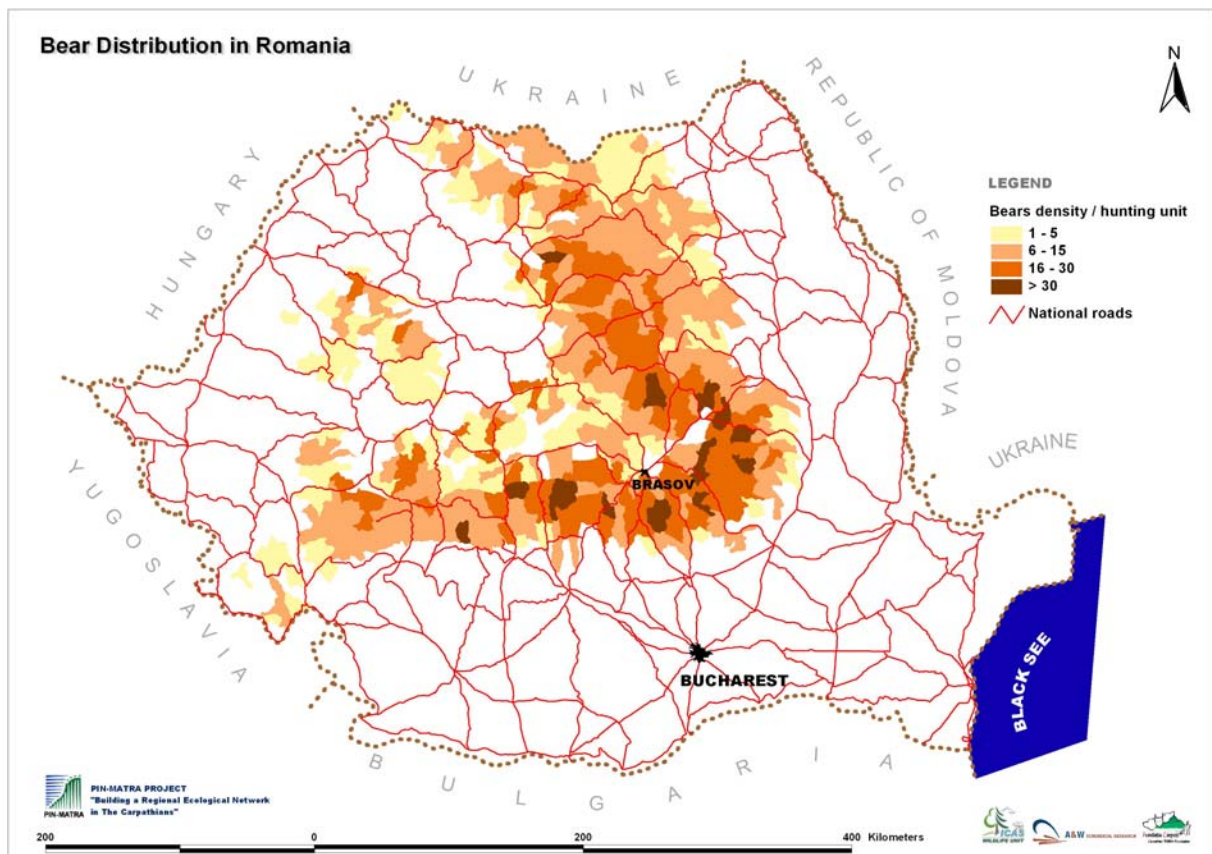 Bear Distribution in Romania
UKRAINE
REPUBLIC OF MOLDOVA
N
HUNGARY
LEGEND
Bears density / hunting unit
1 - 5
6 - 15
16 - 30
> 30
National roads
UKRAINE
YUGOSLAVIA
BRASOV
BLACK SEE
BUCHAREST
BULGARIA
PIN-MATRA
PIN-MATRA PROJECT
"Building a Regional Ecological Network
in The Carpathians"
ICAS
WILDLIFE UNIT
A&W
200 0 200 400 Kilometers